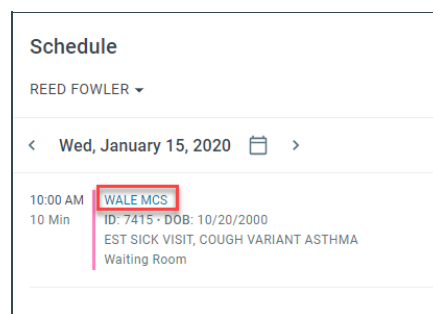 Schedule
REED FOWLER
Wed, January 15, 2020
10:00 AM WALE MCS
10 Min ID: 7415 · DOB: 10/20/2000
EST SICK VISIT, COUGH VARIANT ASTHMA
Waiting Room